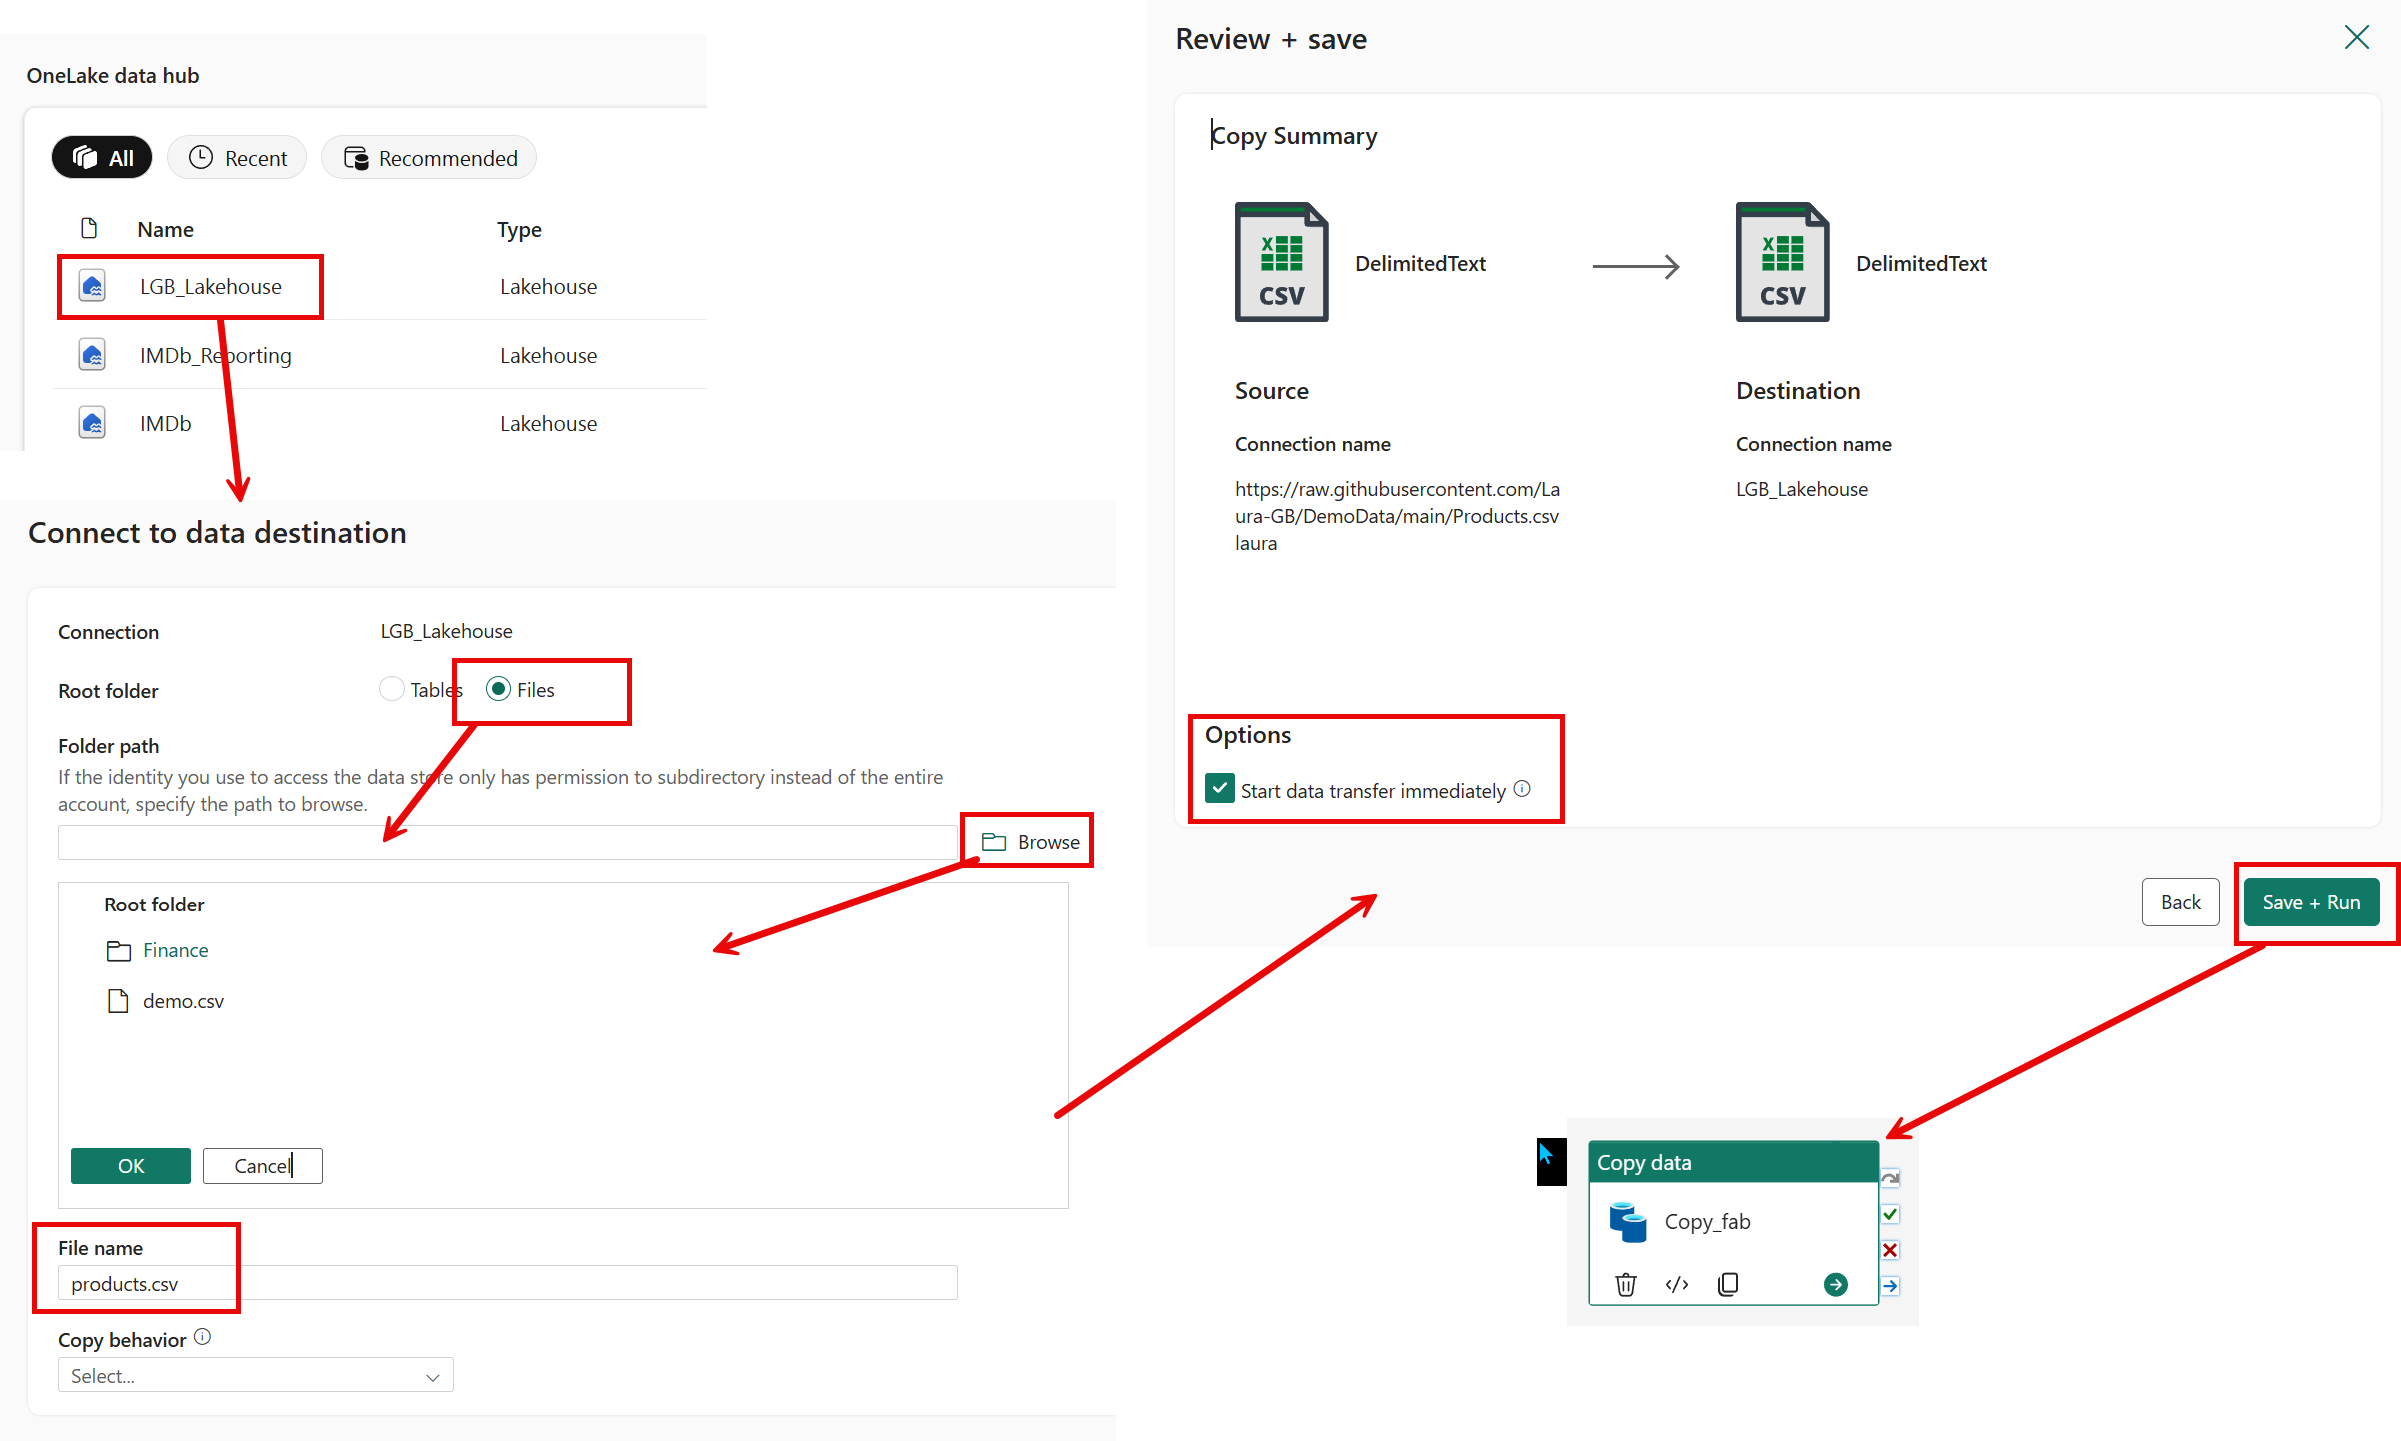 OneLake data hub
All
Recent
Recommended
Name
Type
LGB_Lakehouse
Lakehouse
IMDb_Reporting
Lakehouse
IMDb
Lakehouse
Connect to data destination
Connection
LGB_Lakehouse
Root folder
Tables
Files
Folder path
If the identity you use to access the data store only has permission to subdirectory instead of the entire
account, specify the path to browse.
Browse
Root folder
Finance
demo.csv
OK
Cancel
File name
products.csv
Copy behavior
Select...
Review + save
Copy Summary
X
CSV
DelimitedText
X
CSV
DelimitedText
Source
Destination
Connection name
Connection name
https://raw.githubusercontent.com/La
ura-GB/DemoData/main/Products.csv
laura
LGB_Lakehouse
Options
Start data transfer immediately
Back
Save + Run
Copy data
Copy_fab